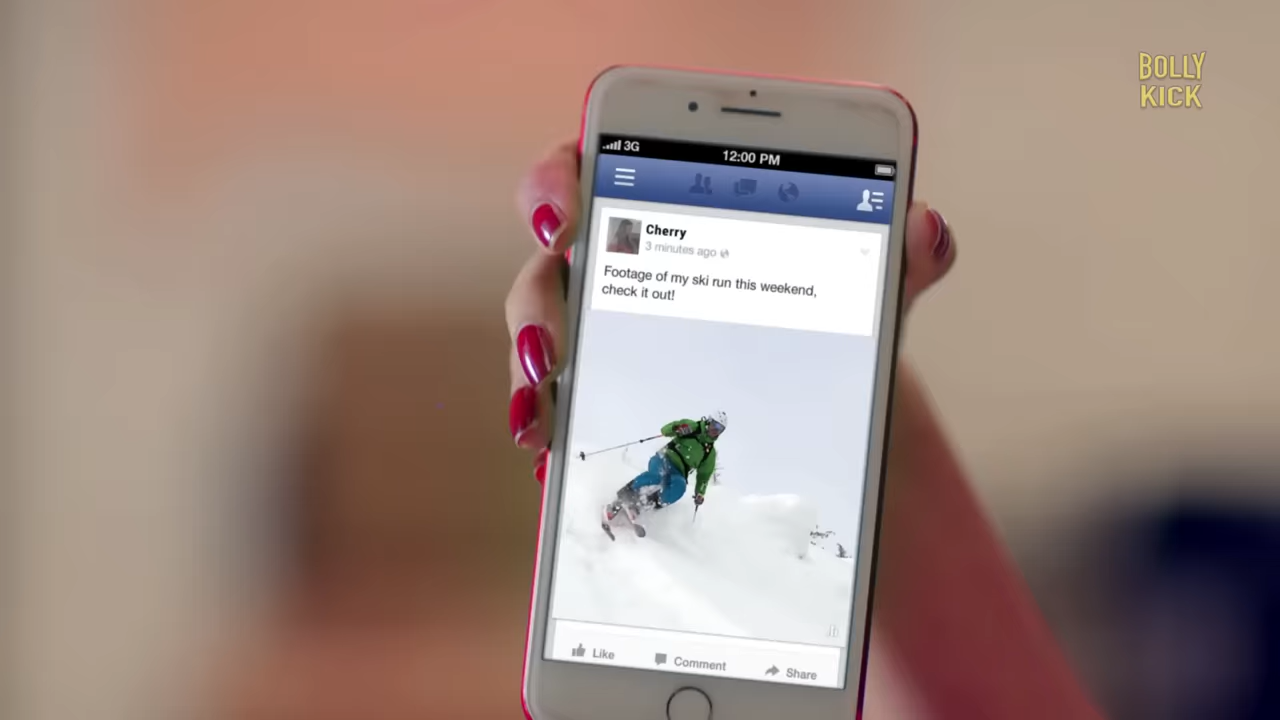 BOLLY
KICK
3G
12:00 PM
Cherry
3 minutes ago
Footage of my ski run this weekend,
check it out!
Like
Comment
Share